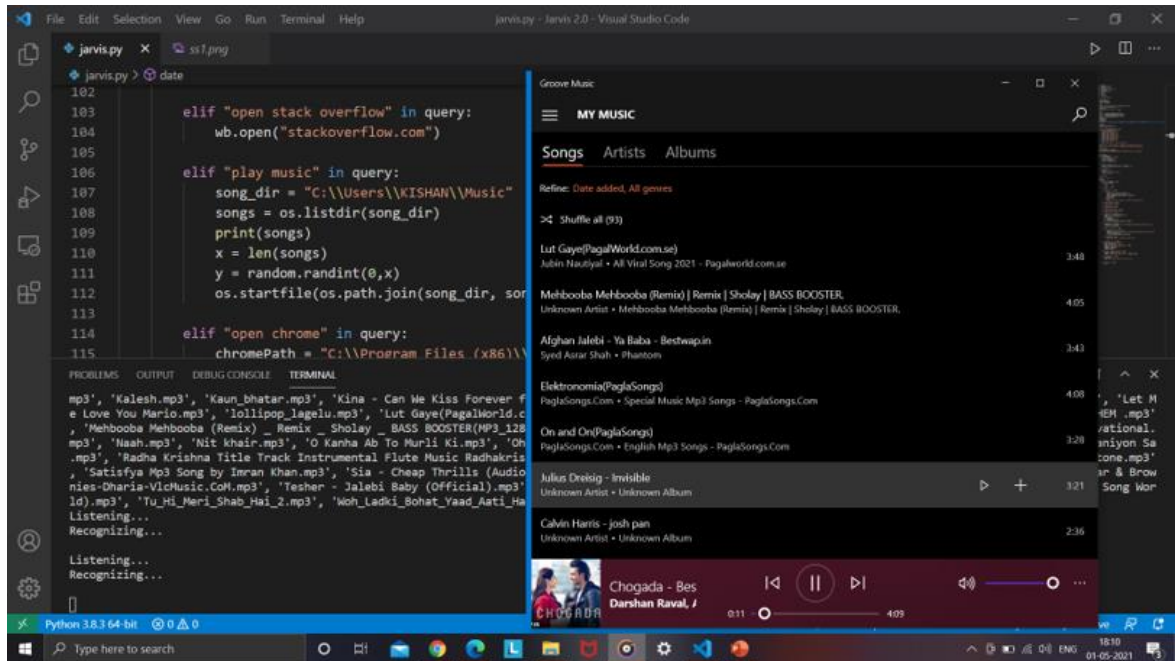 File Edit Selection View Go Run Terminal Help
jarvis.py - Jarvis 2.0 - Visual Studio Code
jarvis.py
ss1.png
jarvis.py > date
102
103 elif "open stack overflow" in query:
104 wb.open("stackoverflow.com")
105
106 elif "play music" in query:
107 song_dir = "C:\\Users\\KISHAN\\Music"
108 songs = os.listdir(song_dir)
109 print(songs)
110 x = len(songs)
111 y = random.randint(0,x)
112 os.startfile(os.path.join(song_dir, son
113
114 elif "open chrome" in query:
115 chromePath = "C:\\Program Files (x86)\\
PROBLEMS OUTPUT DEBUG CONSOLE TERMINAL
mp3', 'Kalesh.mp3', 'Kaun_bhatar.mp3', 'Kina - Can We Kiss Forever f
e Love You Mario.mp3', 'lollipop_lagelu.mp3', 'Lut Gaye(PagalWorld.c
, 'Mehbooba Mehbooba (Remix) _ Remix _ Sholay _ BASS BOOSTER(MP3_128
mp3', 'Naah.mp3', 'Nit khair.mp3', 'O Kanha Ab To Murli Ki.mp3', 'Oh
.mp3', 'Radha Krishna Title Track Instrumental Flute Music Radhakris
, 'Satisfya Mp3 Song by Imran Khan.mp3', 'Sia - Cheap Thrills (Audio
nies-Dharia-VlcMusic.CoM.mp3', 'Tesher - Jalebi Baby (Official).mp3'
ld).mp3', 'Tu_Hi_Meri_Shab_Hai_2.mp3', 'Woh_Ladki_Bohat_Yaad_Aati_Ha
Listening...
Recognizing...
Listening...
Recognizing...
, 'Let M
HEM .mp3'
vational.
aniyon Sa
tone.mp3'
ar & Brow
Song Wor
Groove Music
MY MUSIC
Songs Artists Albums
Refine: Date added, All genres
Shuffle all (93)
Lut Gaye(PagalWorld.com.se)
Jubin Nautiyal • All Viral Song 2021 - Pagalworld.com.se
3:48
Mehbooba Mehbooba (Remix) | Remix | Sholay | BASS BOOSTER.
Unknown Artist • Mehbooba Mehbooba (Remix) | Remix | Sholay | BASS BOOSTER.
4:05
Afghan Jalebi - Ya Baba - Bestwap.in
Syed Asrar Shah • Phantom
3:43
Elektronomia(PaglaSongs)
PaglaSongs.Com • Special Music Mp3 Songs - PaglaSongs.Com
4:08
On and On(PaglaSongs)
PaglaSongs.Com • English Mp3 Songs - PaglaSongs.Com
3:28
Julius Dreisig - Invisible
Unknown Artist • Unknown Album
3:21
Calvin Harris - josh pan
Unknown Artist • Unknown Album
2:36
CHOGADA
Chogada - Bes
Darshan Raval, /
0:11
4:09
Python 3.8.3 64-bit 0 0
ve
Type here to search
ENG
18:10
01-05-2021